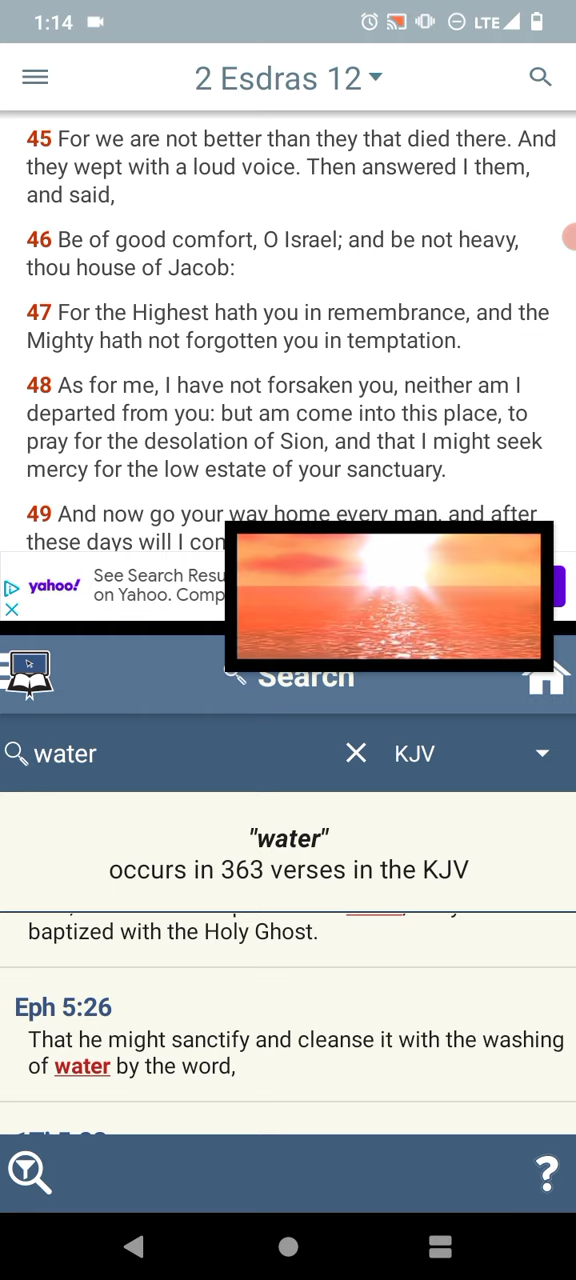 1:14
LTE
2 Esdras 12
45 For we are not better than they that died there. And
they wept with a loud voice. Then answered I them,
and said,
46 Be of good comfort, O Israel; and be not heavy,
thou house of Jacob:
47 For the Highest hath you in remembrance, and the
Mighty hath not forgotten you in temptation.
48 As for me, I have not forsaken you, neither am I
departed from you: but am come into this place, to
pray for the desolation of Sion, and that I might seek
mercy for the low estate of your sanctuary.
49 And now go your way home every man, and after
these days will I
yahoo!
See Search
on Yahoo.
Search
water
KJV
"water"
occurs in 363 verses in the KJV
baptized with the Holy Ghost.
Eph 5:26
That he might sanctify and cleanse it with the washing
of water by the word,
?